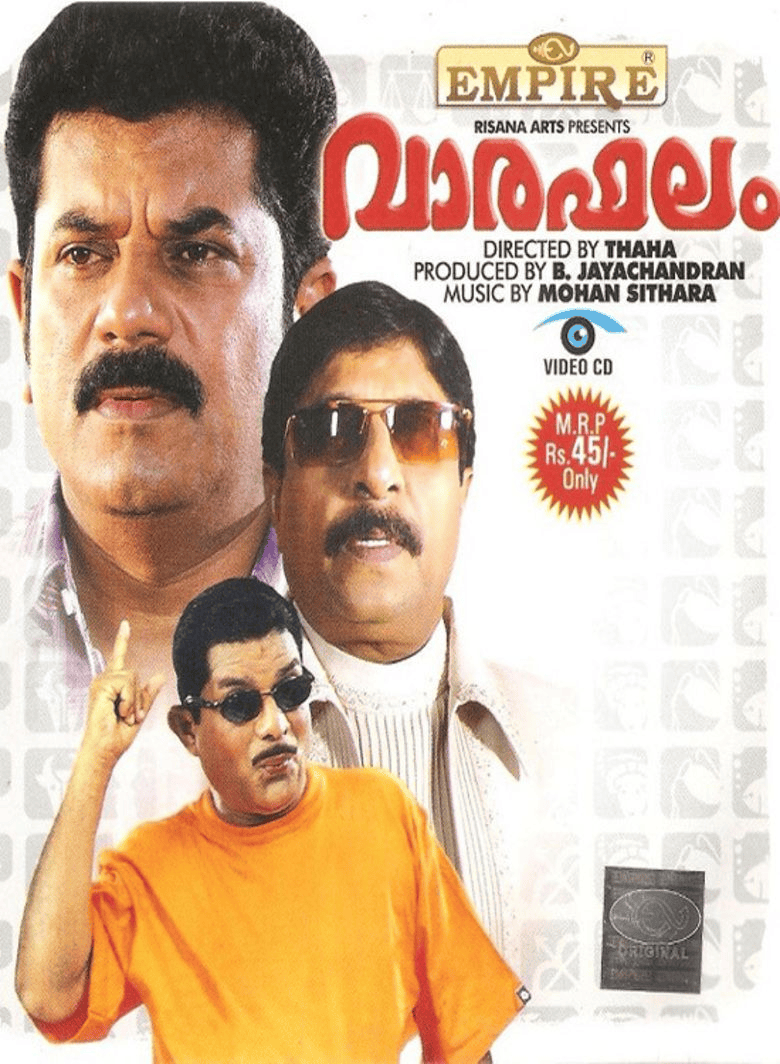 EMPIRE ®
RISANA ARTS PRESENTS
വാരഫലം
DIRECTED BY THAHA
PRODUCED BY B. JAYACHANDRAN
MUSIC BY MOHAN SITHARA
VIDEO CD
M.R.P
Rs.45/-
Only
ORIGINAL
EMPIRE